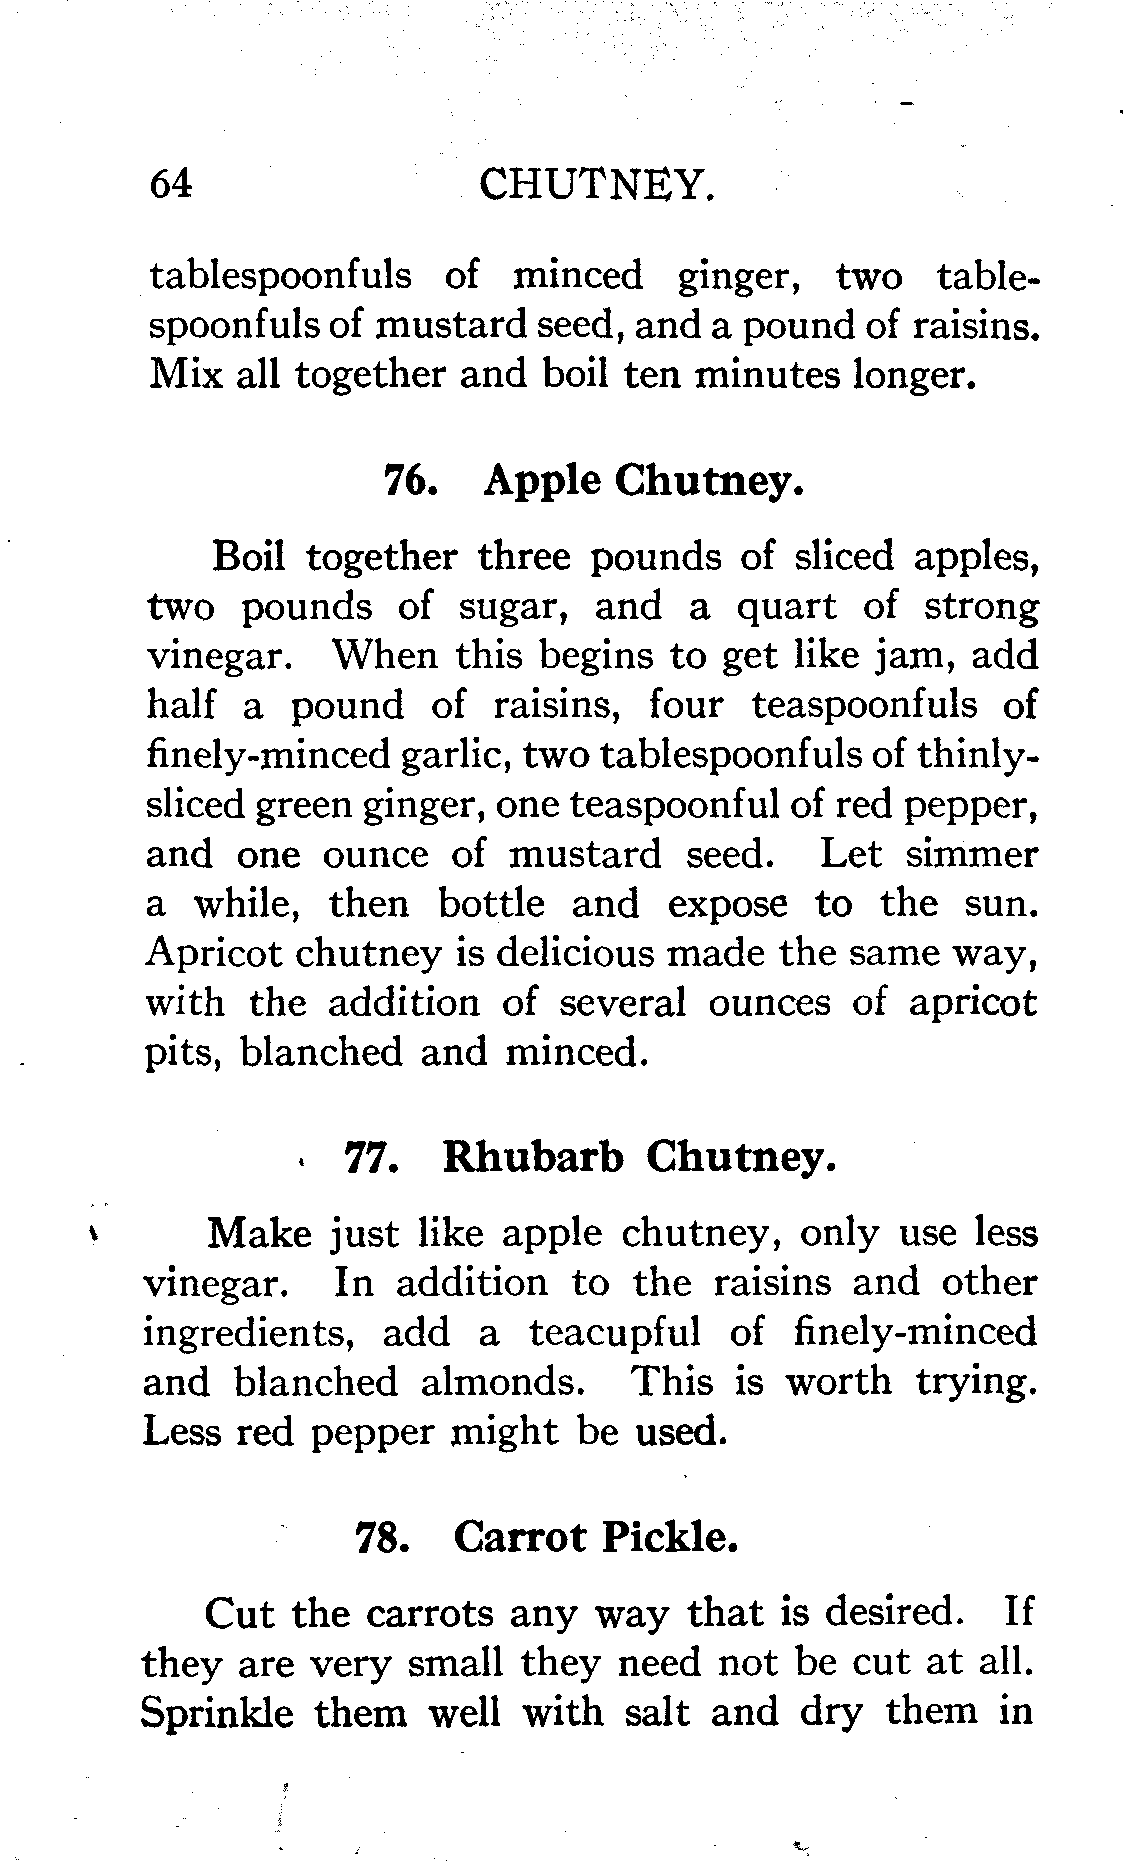 64 CHUTNEY.
tablespoonfuls of minced ginger, two table-
spoonfuls of mustard seed, and a pound of raisins.
Mix all together and boil ten minutes longer.
76. Apple Chutney.
Boil together three pounds of sliced apples,
two pounds of sugar, and a quart of strong
vinegar. When this begins to get like jam, add
half a pound of raisins, four teaspoonfuls of
finely-minced garlic, two tablespoonfuls of thinly-
sliced green ginger, one teaspoonful of red pepper,
and one ounce of mustard seed. Let simmer
a while, then bottle and expose to the sun.
Apricot chutney is delicious made the same way,
with the addition of several ounces of apricot
pits, blanched and minced.
77. Rhubarb Chutney.
Make just like apple chutney, only use less
vinegar. In addition to the raisins and other
ingredients, add a teacupful of finely-minced
and blanched almonds. This is worth trying.
Less red pepper might be used.
78. Carrot Pickle.
Cut the carrots any way that is desired. If
they are very small they need not be cut at all.
Sprinkle them well with salt and dry them in